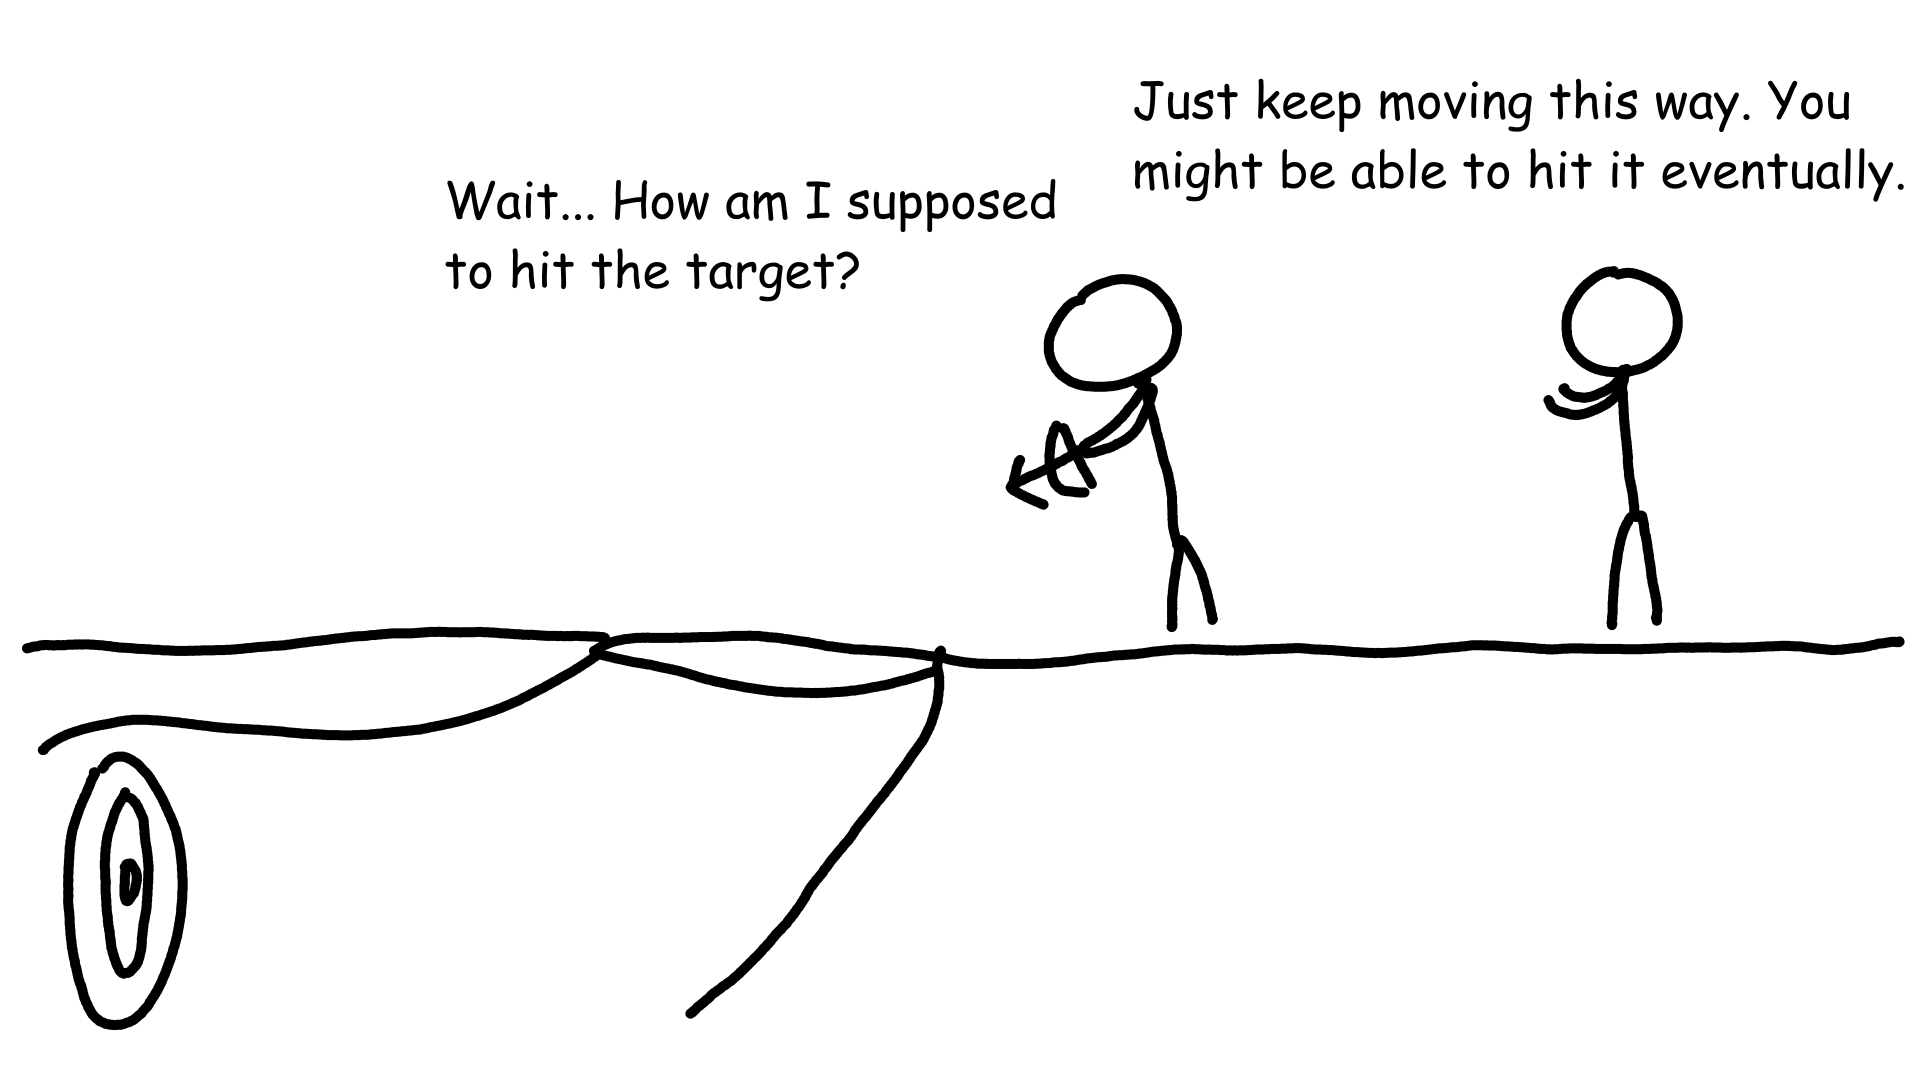 Just keep moving this way. You
might be able to hit it eventually.
Wait... How am I supposed
to hit the target?